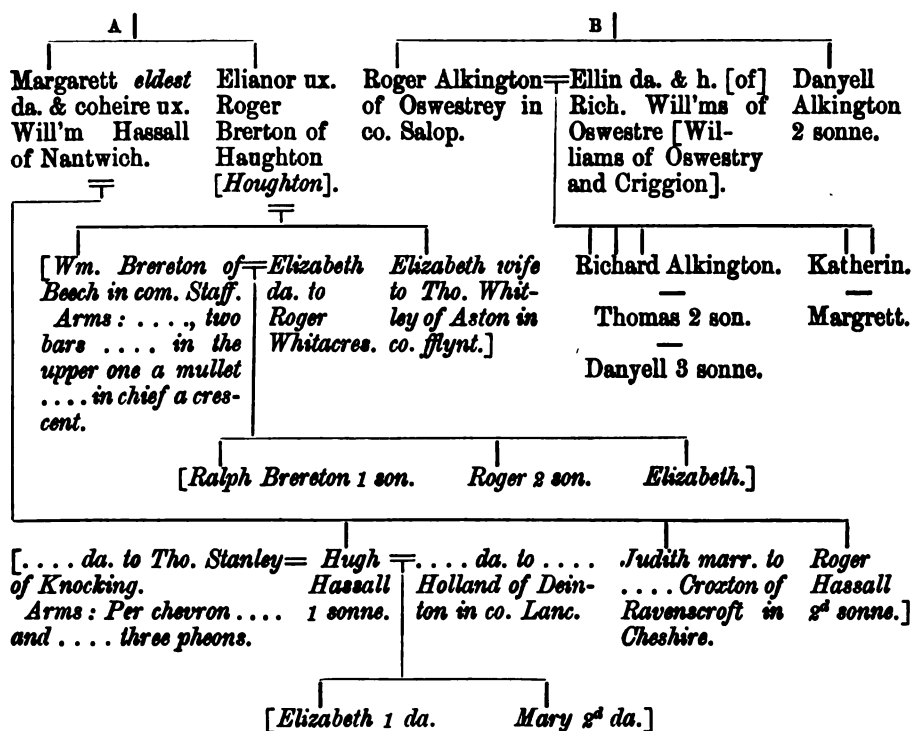 A
B
Margarett eldest
da. & coheire ux.
Will'm Hassall
of Nantwich.
Elianor ux.
Roger
Brerton of
Haughton
[Houghton].
Roger Alkington
of Oswestrey in
co. Salop.
Ellin da. & h. [of]
Rich. Will'ms of
Oswestre [Wil-
liams of Oswestry
and Criggion].
Danyell
Alkington
2 sonne.
[Wm. Brereton of
Beech in com. Staff.
Arms: . . . ., two
bars . . . . in the
upper one a mullet
. . . . in chief a cres-
cent.
Elizabeth
da. to
Roger
Whitacres.
Elizabeth wife
to Tho. Whit-
ley of Aston in
co. fflynt.]
Richard Alkington.
Thomas 2 son.
Danyell 3 sonne.
Katherin.
Margrett.
[Ralph Brereton 1 son.
Roger 2 son.
Elizabeth.]
[. . . . da. to Tho. Stanley
of Knocking.
Arms: Per chevron . . . .
and . . . . three pheons.
Hugh
Hassall
1 sonne.
. . . . da. to . . . .
Holland of Dein-
ton in co. Lanc.
Judith marr. to
. . . . Croxton of
Ravenscroft in
Cheshire.
Roger
Hassall
2d sonne.]
[Elizabeth 1 da.
Mary 2d da.]